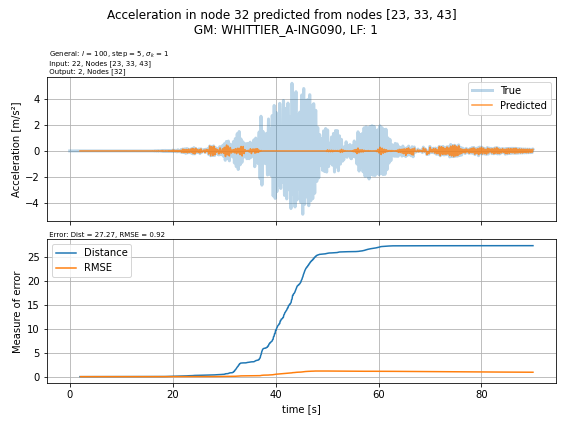 Acceleration in node 32 predicted from nodes [23, 33, 43]
GM: WHITTIER_A-ING090, LF: 1
General: l = 100, step = 5, σₖ = 1
Input: 22, Nodes [23, 33, 43]
Output: 2, Nodes [32]
Acceleration [m/s²]
4
2
0
−2
−4
True
Predicted
Error: Dist = 27.27, RMSE = 0.92
Measure of error
25
20
15
10
5
0
Distance
RMSE
0
20
40
60
80
time [s]